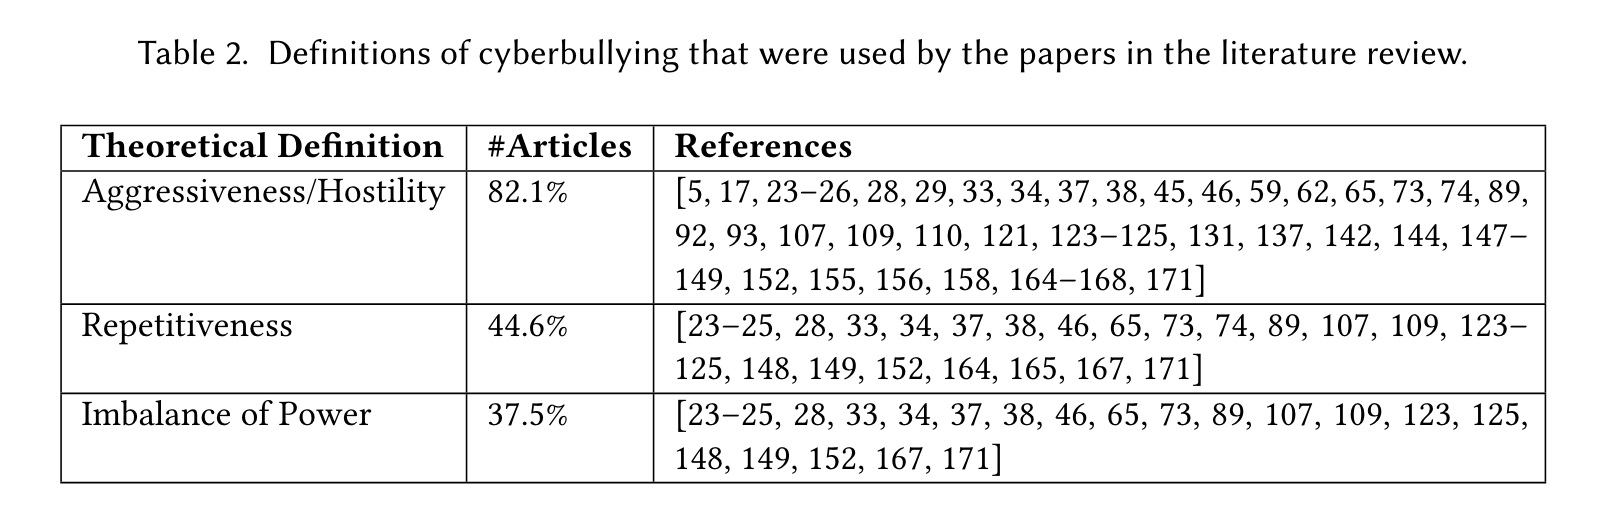 Table 2. Definitions of cyberbullying that were used by the papers in the literature review.
Theoretical Definition #Articles References
Aggressiveness/Hostility 82.1% [5, 17, 23–26, 28, 29, 33, 34, 37, 38, 45, 46, 59, 62, 65, 73, 74, 89,
92, 93, 107, 109, 110, 121, 123–125, 131, 137, 142, 144, 147–
149, 152, 155, 156, 158, 164–168, 171]
Repetitiveness 44.6% [23–25, 28, 33, 34, 37, 38, 46, 65, 73, 74, 89, 107, 109, 123–
125, 148, 149, 152, 164, 165, 167, 171]
Imbalance of Power 37.5% [23–25, 28, 33, 34, 37, 38, 46, 65, 73, 89, 107, 109, 123, 125,
148, 149, 152, 167, 171]